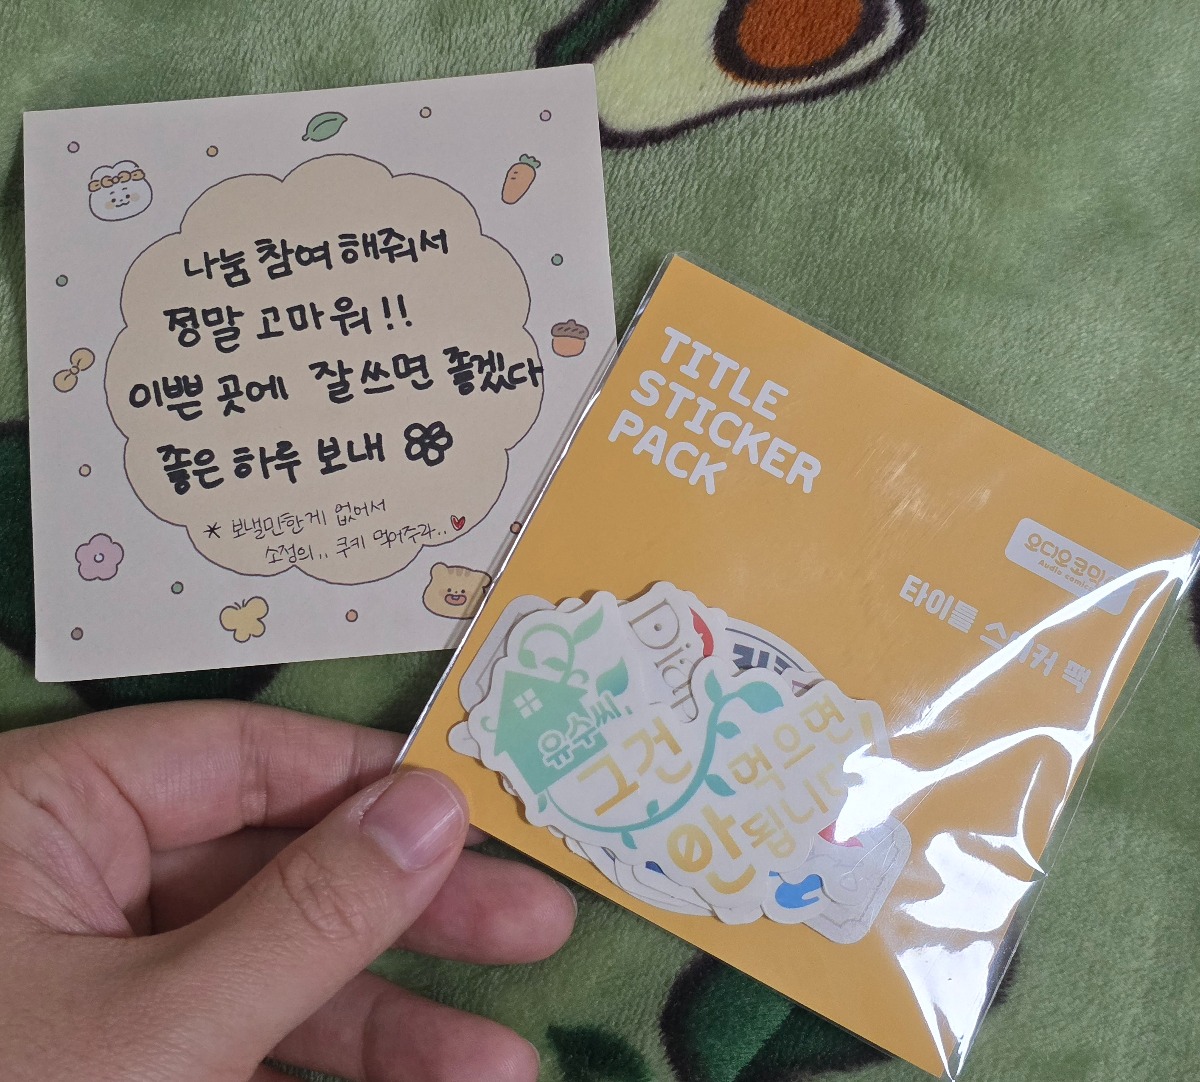 나눔 참여해줘서
정말 고마워!!
이쁜 곳에 잘 쓰면 좋겠다
좋은 하루 보내
* 보낼만한게 없어서
소정의.. 쿠키 먹어주라..
TITLE
STICKER
PACK
오디오코믹
Audio comics
타이틀 스티커 팩
유수씨,
그건
안
먹으면
됩니다